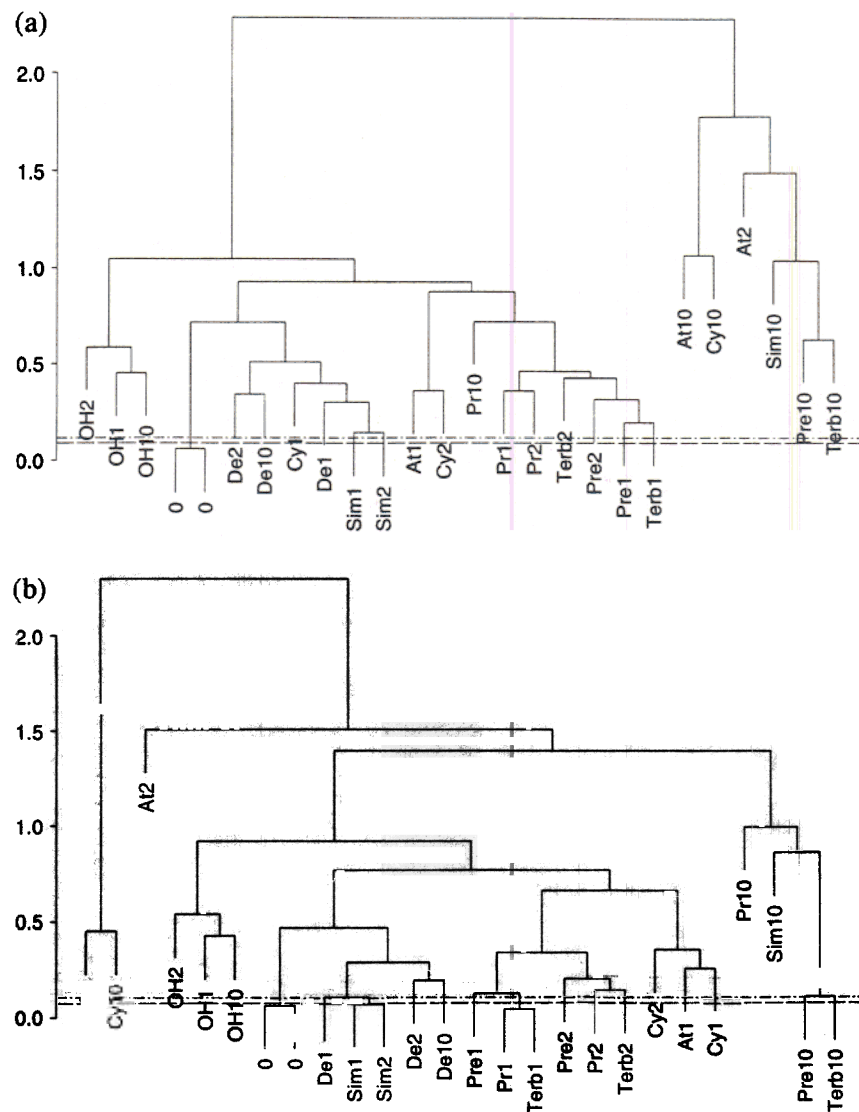 (a)
2.0
1.5
1.0
0.5
0.0
OH2
OH1
OH10
0
0
De2
De10
Cy1
De1
Sim1
Sim2
At1
Cy2
Pr10
Pr1
Pr2
Terb2
Pre2
Pre1
Terb1
At10
Cy10
At2
Sim10
Pre10
Terb10
(b)
2.0
1.5
1.0
0.5
0.0
Cy10
At2
OH2
OH1
OH10
0
0
De1
Sim1
Sim2
De2
De10
Pre1
Pr1
Terb1
Pre2
Pr2
Terb2
Cy2
At1
Cy1
Pr10
Sim10
Pre10
Terb10